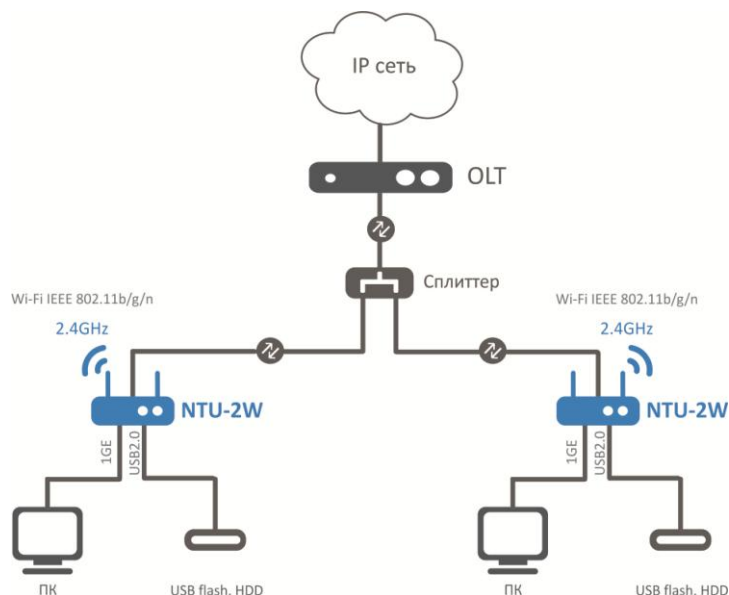 IP сеть
OLT
Сплиттер
Wi-Fi IEEE 802.11b/g/n
2.4GHz
NTU-2W
1GE
USB2.0
ПК
USB flash, HDD
Wi-Fi IEEE 802.11b/g/n
2.4GHz
NTU-2W
1GE
USB2.0
ПК
USB flash, HDD